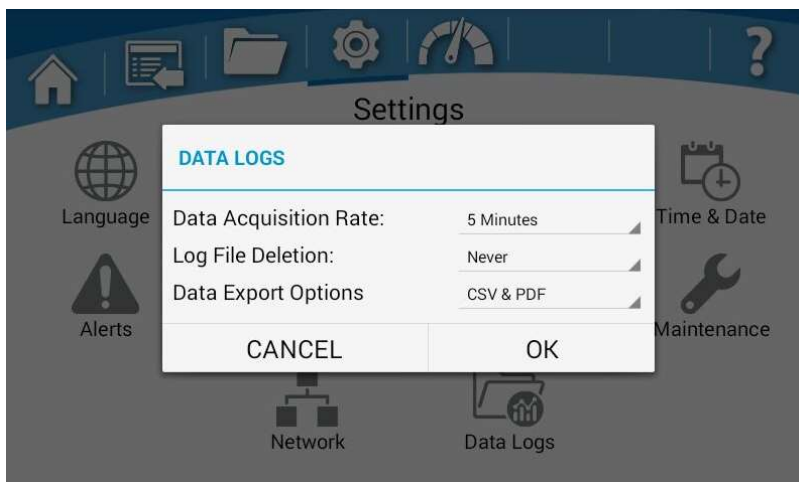 ?
Settings
DATA LOGS
Language
Data Acquisition Rate: 5 Minutes
Time & Date
Log File Deletion: Never
Data Export Options CSV & PDF
Alerts
Maintenance
CANCEL OK
Network Data Logs